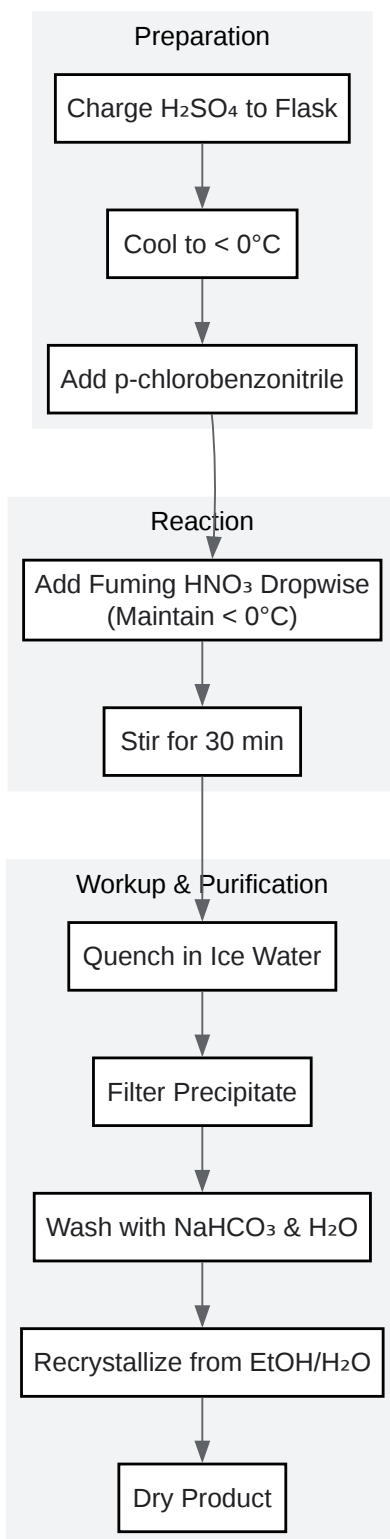 Preparation
Charge H₂SO₄ to Flask
Cool to < 0°C
Add p-chlorobenzonitrile
Reaction
Add Fuming HNO₃ Dropwise
(Maintain < 0°C)
Stir for 30 min
Workup & Purification
Quench in Ice Water
Filter Precipitate
Wash with NaHCO₃ & H₂O
Recrystallize from EtOH/H₂O
Dry Product